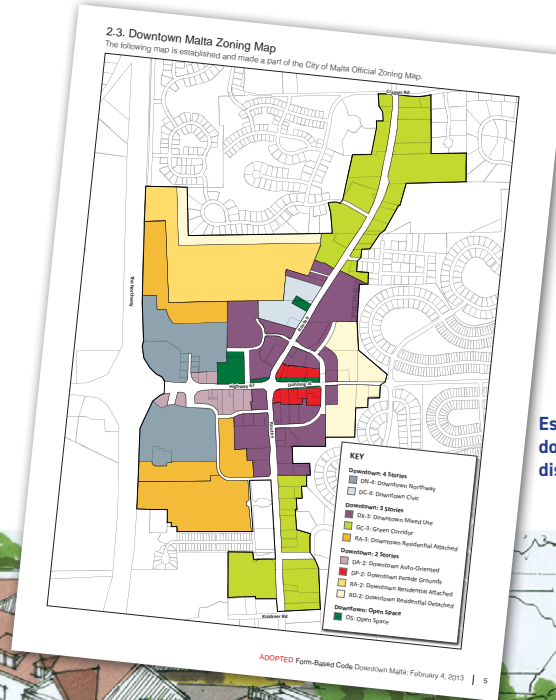 2.3. Downtown Malta Zoning Map
The following map is established and made a part of the City of Malta Official Zoning Map.
Cramer Rd
The Northway
Route 9
Highway 67
Dunning St
Route 9
Knabner Rd
KEY
Downtown: 4 Stories
DN-4: Downtown Northway
DC-4: Downtown Civic
Downtown: 3 Stories
DX-3: Downtown Mixed Use
GC-3: Green Corridor
RA-3: Downtown Residential Attached
Downtown: 2 Stories
DA-2: Downtown Auto-Oriented
DP-2: Downtown Parade Grounds
RA-2: Downtown Residential Attached
RD-2: Downtown Residential Detached
Downtown: Open Space
OS: Open Space
ADOPTED Form-Based Code Downtown Malta: February 4, 2013 | 5
Es
do
dis